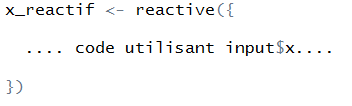 x_reactif <- reactive({
.... code utilisant input$x....
})